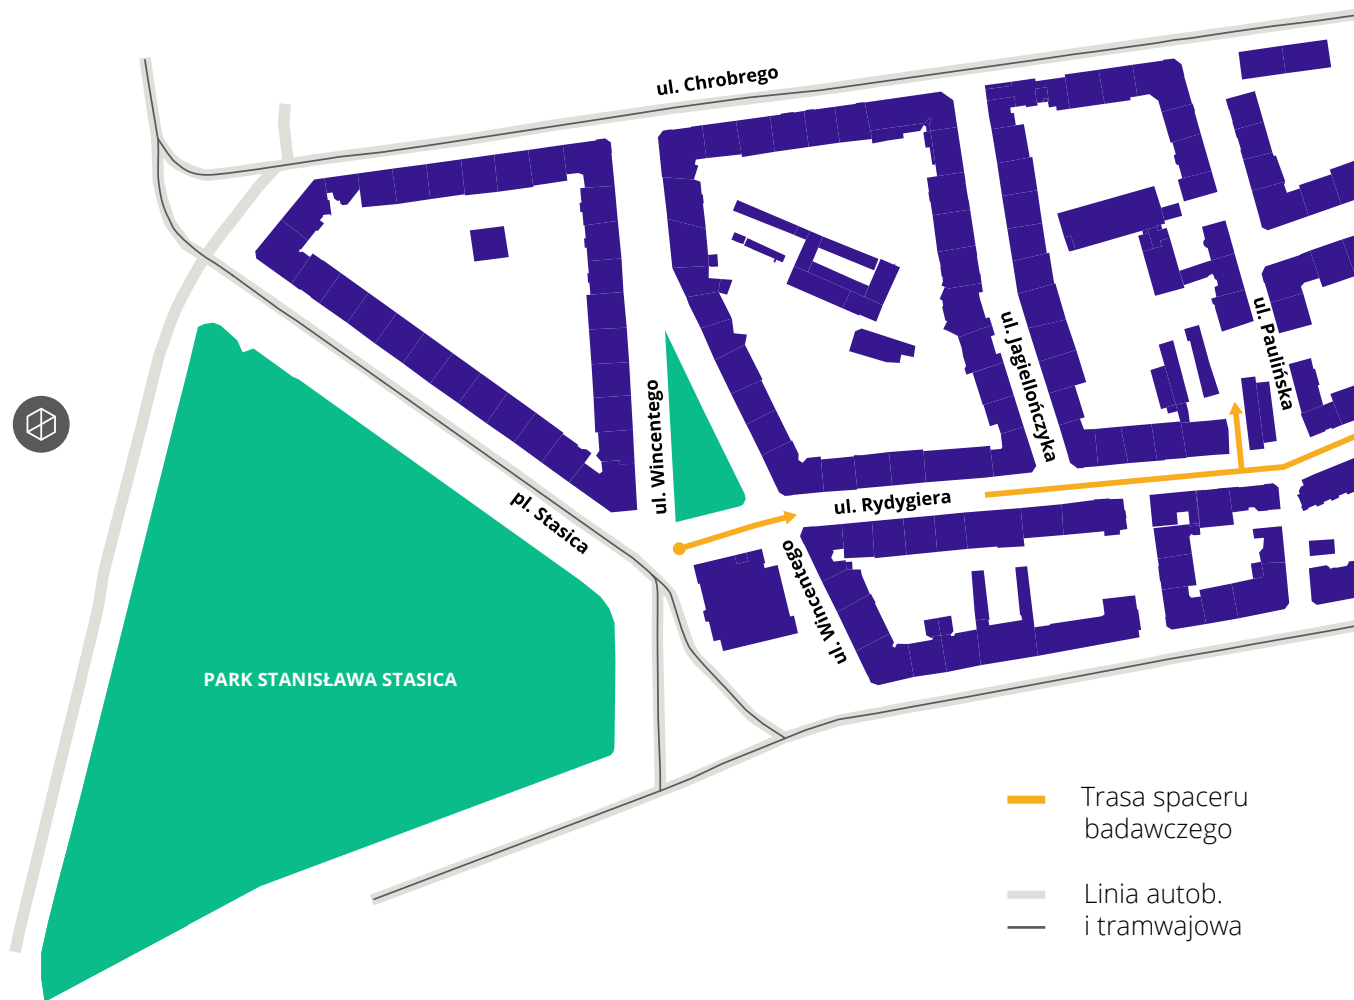 ul. Chrobrego
ul. Jagiellończyka
ul. Paulińska
ul. Wincentego
pl. Stasica
ul. Rydygiera
ul. Wincentego
PARK STANISŁAWA STASICA
Trasa spaceru
badawczego
Linia autob.
i tramwajowa